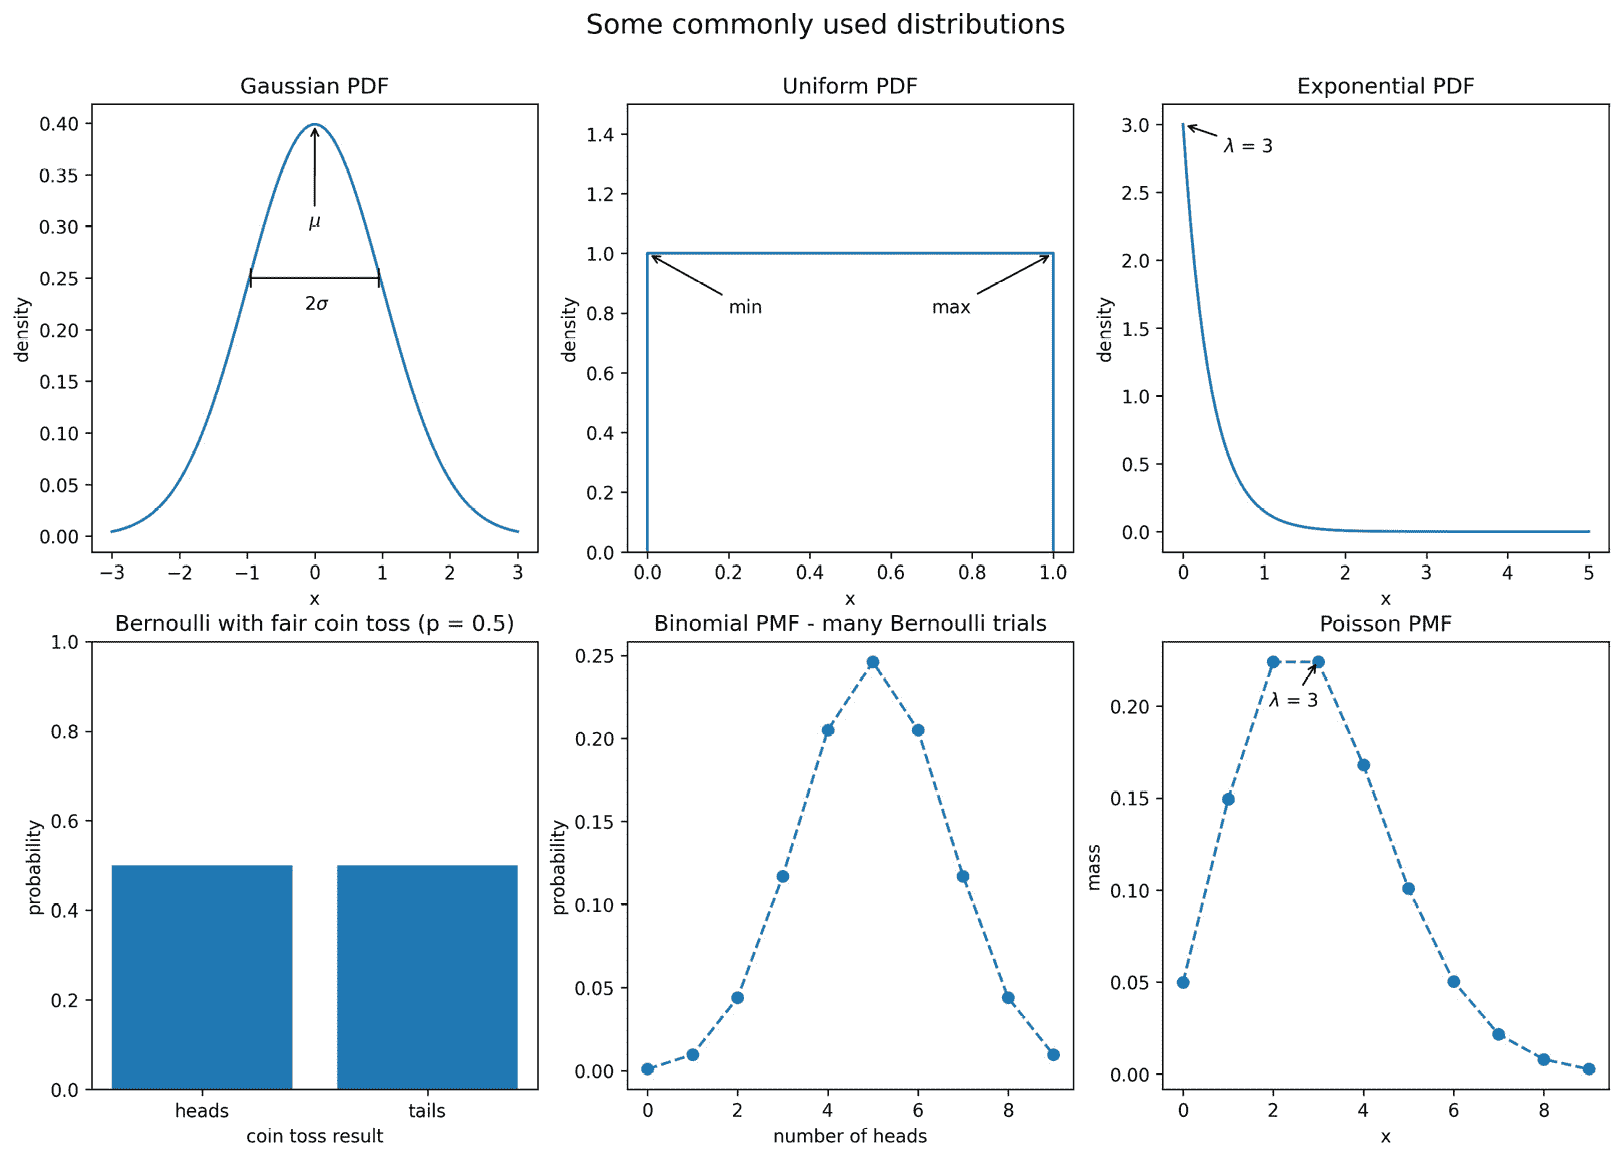 Some commonly used distributions
Gaussian PDF
0.40
0.35
0.30
0.25
0.20
0.15
0.10
0.05
0.00
density
μ
2σ
−3 −2 −1 0 1 2 3
x
Uniform PDF
1.4
1.2
1.0
0.8
0.6
0.4
0.2
0.0
density
min max
0.0 0.2 0.4 0.6 0.8 1.0
x
Exponential PDF
3.0
2.5
2.0
1.5
1.0
0.5
0.0
density
λ = 3
0 1 2 3 4 5
x
Bernoulli with fair coin toss (p = 0.5)
1.0
0.8
0.6
0.4
0.2
0.0
probability
heads tails
coin toss result
Binomial PMF - many Bernoulli trials
0.25
0.20
0.15
0.10
0.05
0.00
probability
0 2 4 6 8
number of heads
Poisson PMF
0.20
0.15
0.10
0.05
0.00
mass
λ = 3
0 2 4 6 8
x